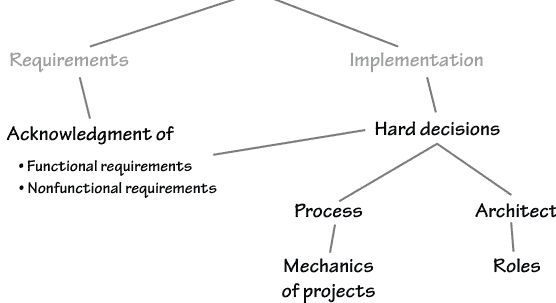 Requirements
Implementation
Acknowledgment of
• Functional requirements
• Nonfunctional requirements
Hard decisions
Process
Architect
Mechanics
of projects
Roles